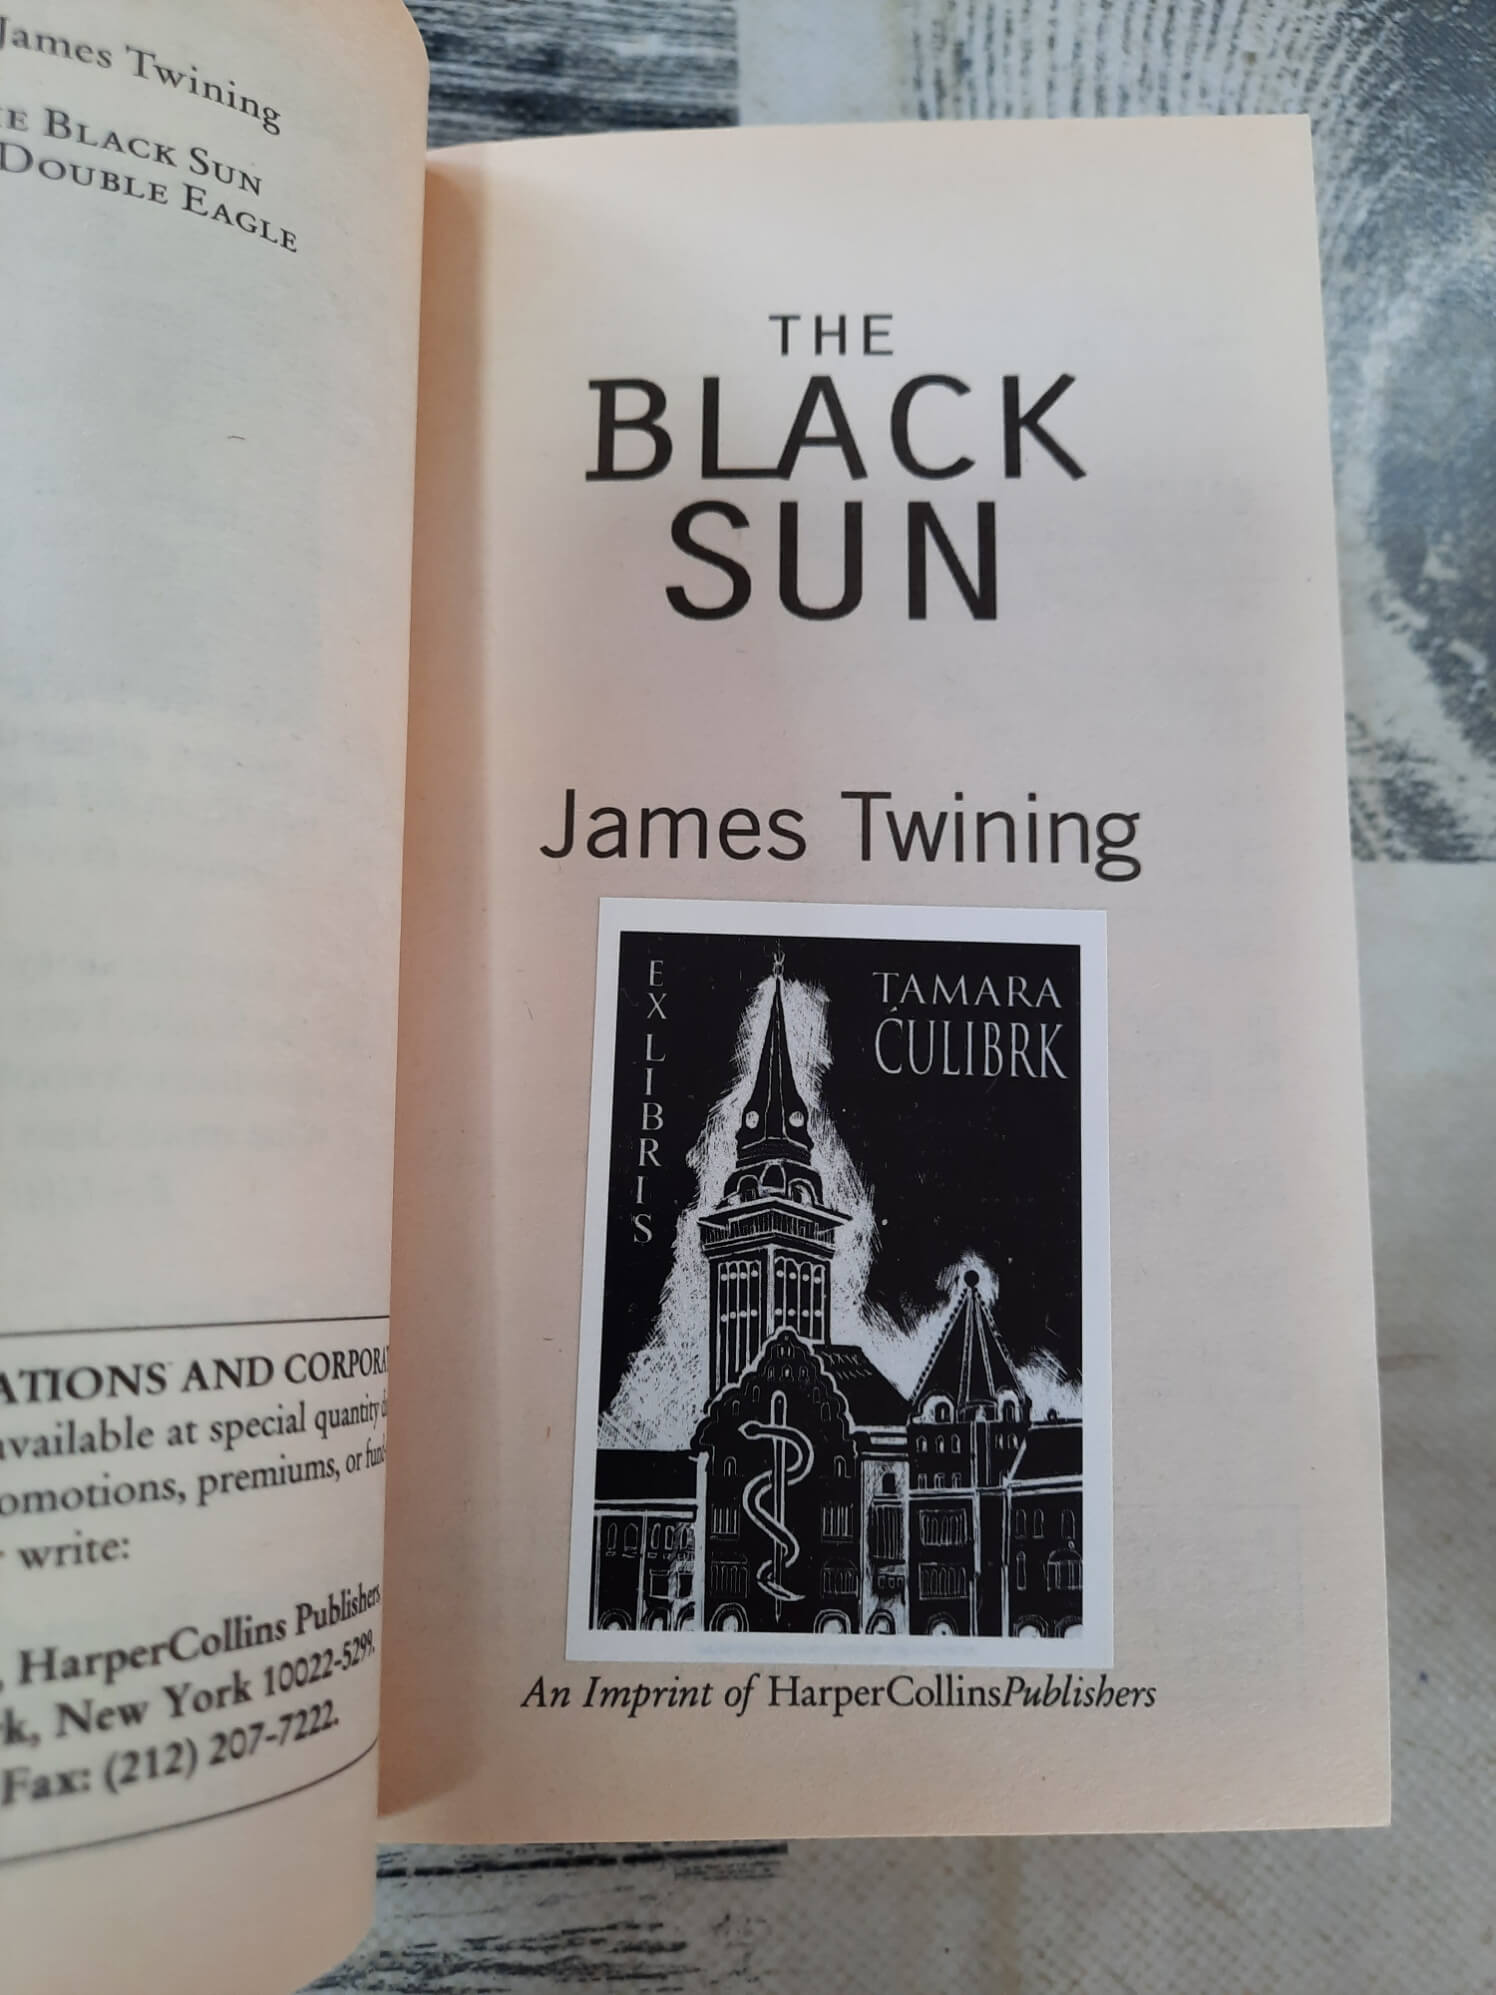 James Twining
BLACK SUN
DOUBLE EAGLE
AND CORPORA
available at special quantity
premiums, or
write:
HarperCollins Publishers
New York 10022-5299.
Fax: (212) 207-7222.
THE
BLACK
SUN
James Twining
EX LIBRIS
TAMARA
ĆULIBRK
An Imprint of HarperCollinsPublishers